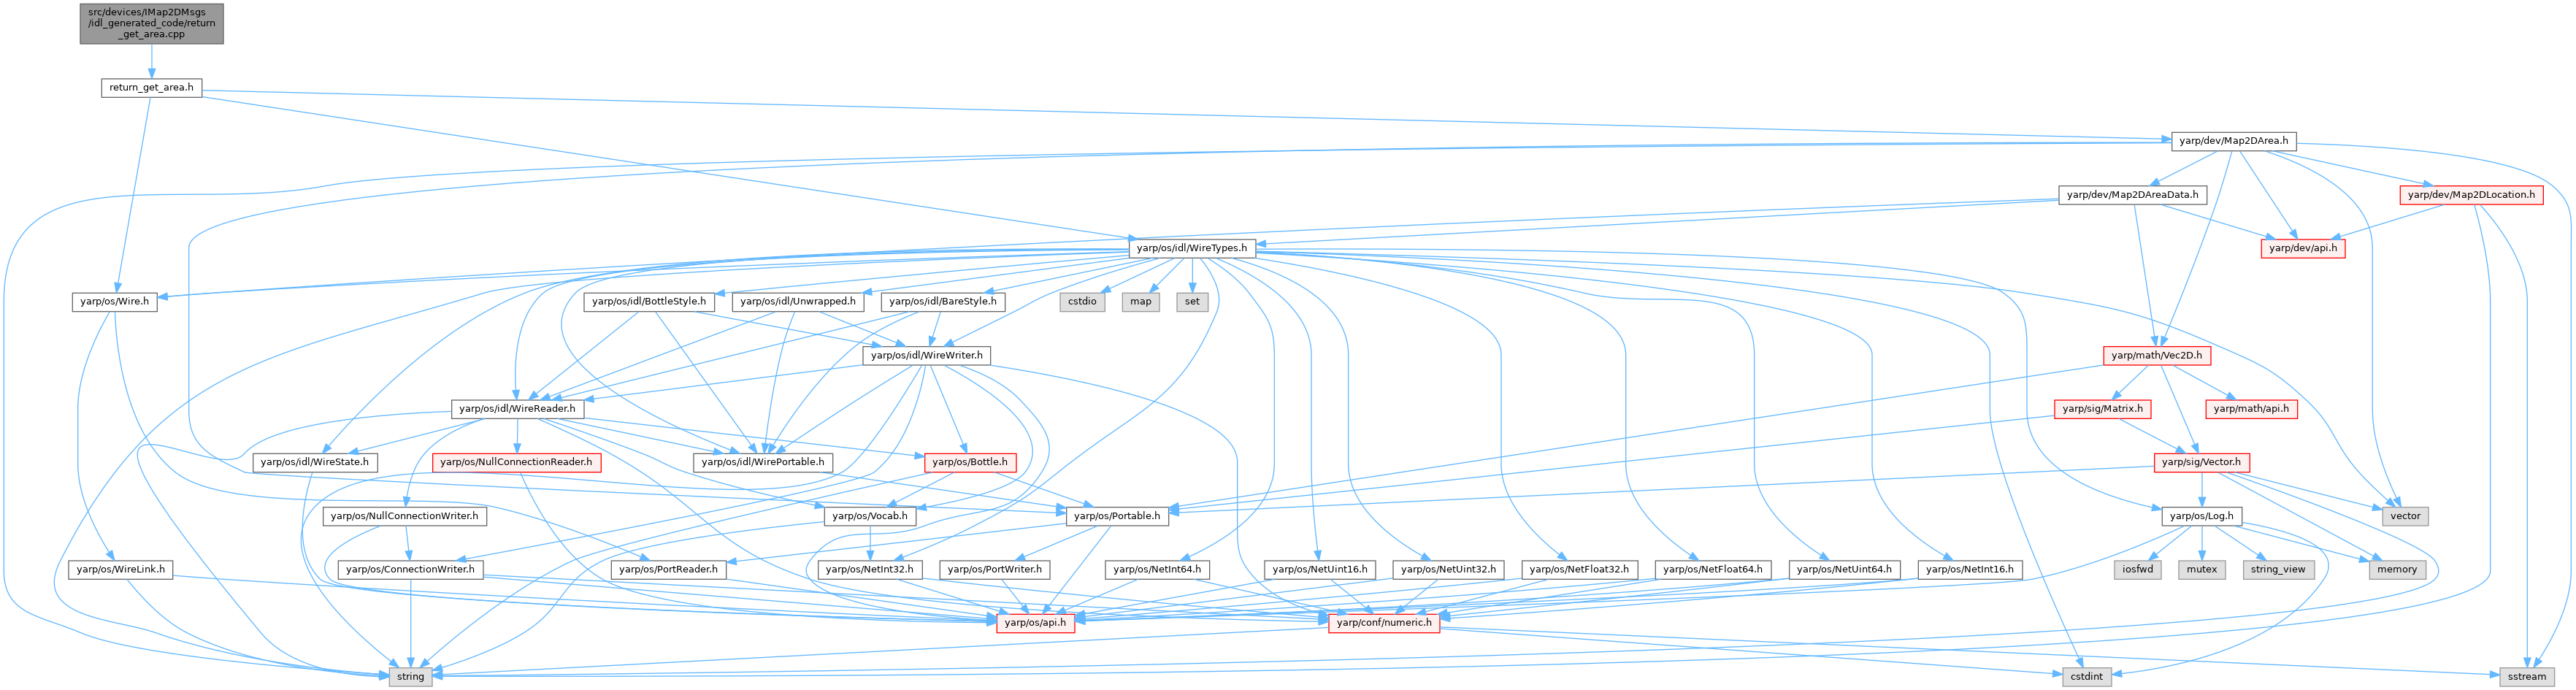 src/devices/IMap2DMsgs
/idl_generated_code/return
_get_area.cpp
return_get_area.h
yarp/dev/Map2DArea.h
yarp/dev/Map2DAreaData.h
yarp/dev/Map2DLocation.h
yarp/os/idl/WireTypes.h
yarp/dev/api.h
yarp/os/Wire.h
yarp/os/idl/BottleStyle.h
yarp/os/idl/Unwrapped.h
yarp/os/idl/BareStyle.h
cstdio
map
set
yarp/os/idl/WireWriter.h
yarp/math/Vec2D.h
yarp/os/idl/WireReader.h
yarp/sig/Matrix.h
yarp/math/api.h
yarp/os/idl/WireState.h
yarp/os/NullConnectionReader.h
yarp/os/idl/WirePortable.h
yarp/os/Bottle.h
yarp/sig/Vector.h
yarp/os/NullConnectionWriter.h
yarp/os/Vocab.h
yarp/os/Portable.h
yarp/os/Log.h
vector
yarp/os/WireLink.h
yarp/os/ConnectionWriter.h
yarp/os/PortReader.h
yarp/os/NetInt32.h
yarp/os/PortWriter.h
yarp/os/NetInt64.h
yarp/os/NetUint16.h
yarp/os/NetUint32.h
yarp/os/NetFloat32.h
yarp/os/NetFloat64.h
yarp/os/NetUint64.h
yarp/os/NetInt16.h
iosfwd
mutex
string_view
memory
yarp/os/api.h
yarp/conf/numeric.h
string
cstdint
sstream